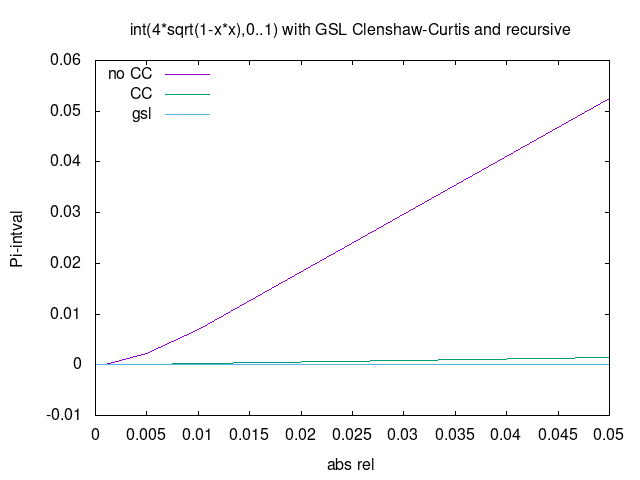 int(4*sqrt(1-x*x),0..1) with GSL Clenshaw-Curtis and recursive
0.06
0.05
0.04
0.03
0.02
0.01
0
-0.01
Pi-intval
no CC
CC
gsl
0 0.005 0.01 0.015 0.02 0.025 0.03 0.035 0.04 0.045 0.05
abs rel